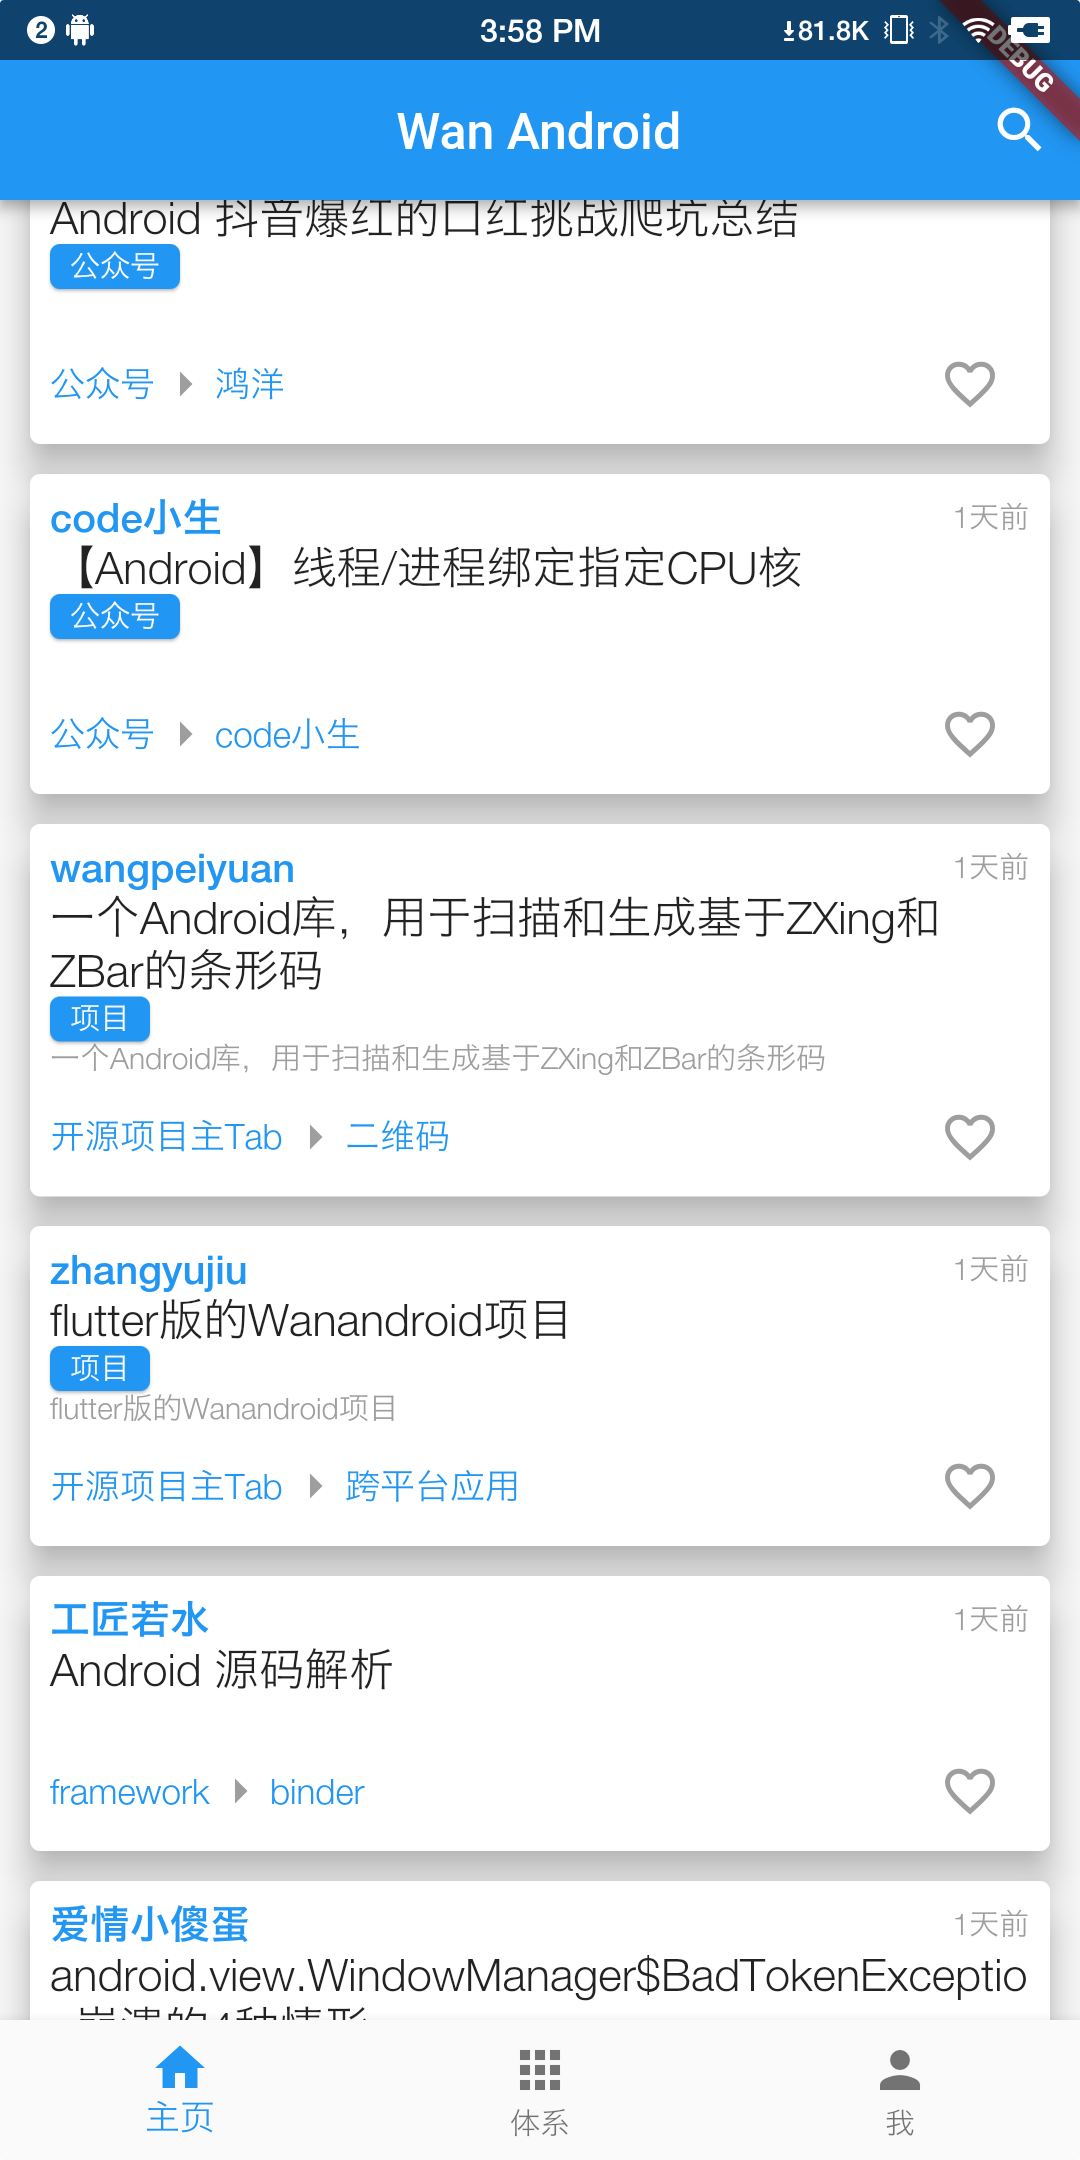 2
3:58 PM
81.8K
DEBUG
Wan Android
Android 抖音爆红的口红挑战爬坑总结
公众号
公众号 鸿洋
code小生
1天前
【Android】线程/进程绑定指定CPU核
公众号
公众号 code小生
wangpeiyuan
1天前
一个Android库，用于扫描和生成基于ZXing和
ZBar的条形码
项目
一个Android库，用于扫描和生成基于ZXing和ZBar的条形码
开源项目主Tab 二维码
zhangyujiu
1天前
flutter版的Wanandroid项目
项目
flutter版的Wanandroid项目
开源项目主Tab 跨平台应用
工匠若水
1天前
Android 源码解析
framework binder
爱情小傻蛋
1天前
android.view.WindowManager$BadTokenExceptio
崩溃的4种情形
主页
体系
我